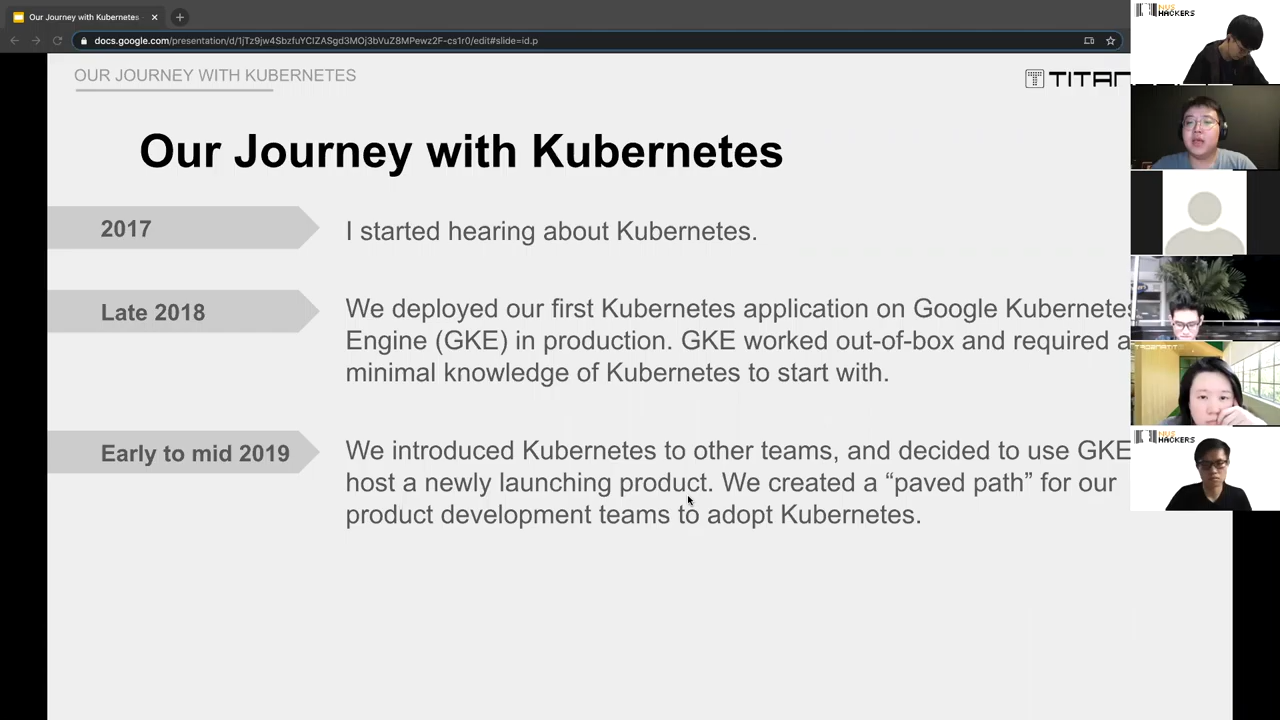 Our Journey with Kubernetes
docs.google.com/presentation/d/1jTz9jw4SbzfuYCIZASgd3MOj3bVuZ8MPewz2F-cs1r0/edit#slide=id.p
OUR JOURNEY WITH KUBERNETES
TITAN
Our Journey with Kubernetes
2017
I started hearing about Kubernetes.
Late 2018
We deployed our first Kubernetes application on Google Kubernetes
Engine (GKE) in production. GKE worked out-of-box and required a
minimal knowledge of Kubernetes to start with.
Early to mid 2019
We introduced Kubernetes to other teams, and decided to use GKE
host a newly launching product. We created a “paved path” for our
product development teams to adopt Kubernetes.
NUS
HACKERS
NUS
HACKERS